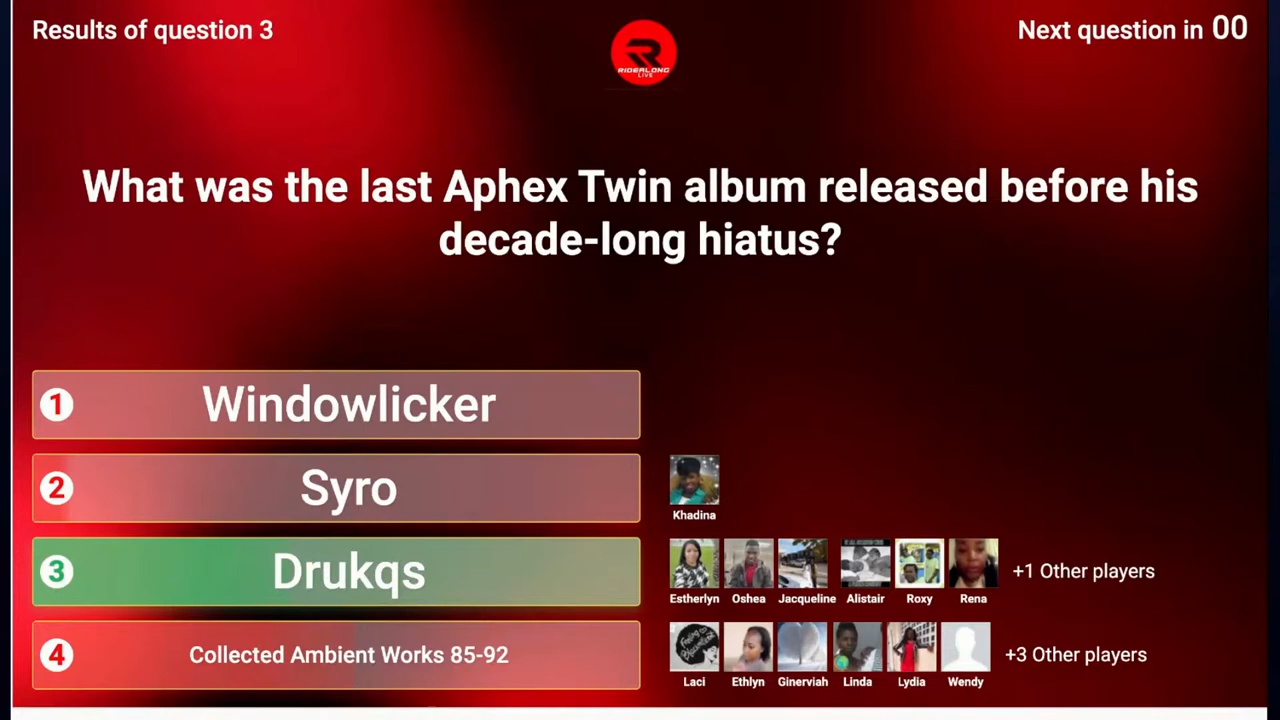 Results of question 3
Next question in 00
RIDEALONG
LIVE
What was the last Aphex Twin album released before his
decade-long hiatus?
1 Windowlicker
2 Syro
Khadina
3 Drukqs
Estherlyn Oshea Jacqueline Alistair Roxy Rena
+1 Other players
4 Collected Ambient Works 85-92
Laci Ethlyn Ginerviah Linda Lydia Wendy
+3 Other players